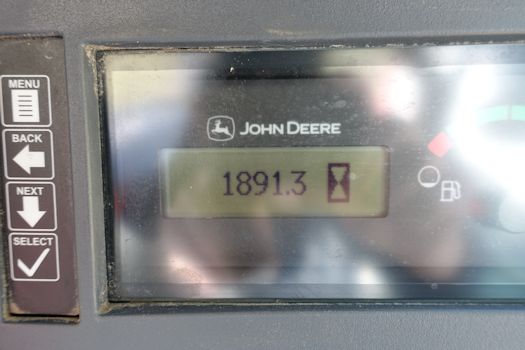 MENU
BACK
NEXT
SELECT
JOHN DEERE
1891.3